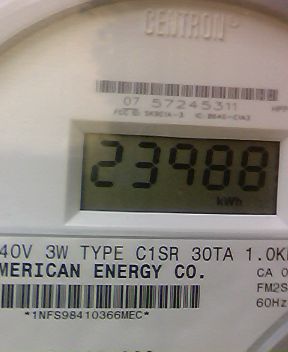 CENTRON
07 57245311
23988
kWh
40V 3W TYPE C1SR 30TA 1.0K
MERICAN ENERGY CO.
CA 0
FM2S
60Hz
*1NFS98410366MEC*